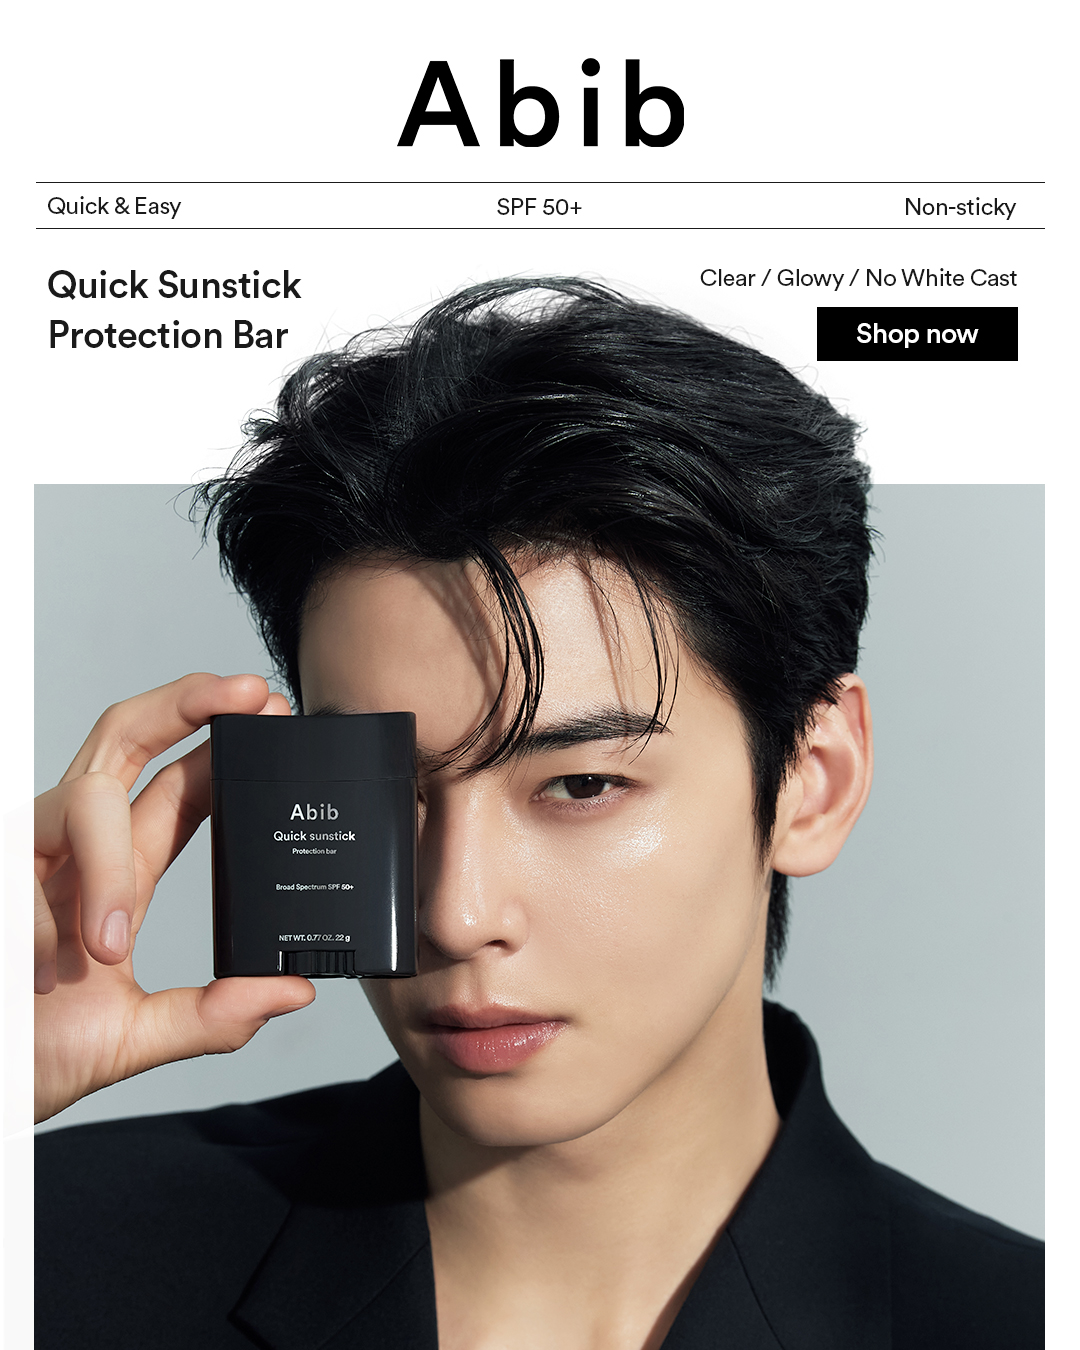 Abib
Quick & Easy
SPF 50+
Non-sticky
Quick Sunstick
Protection Bar
Clear / Glowy / No White Cast
Shop now
Abib
Quick sunstick
Protection bar
Broad Spectrum SPF 50+
NET WT. 0.77 OZ. 22 g